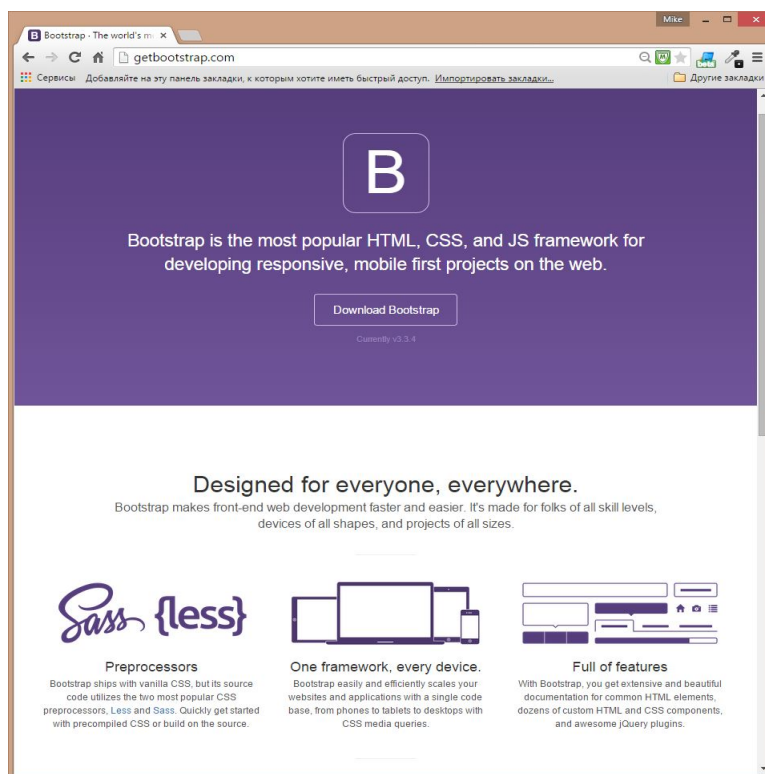 Mike
Bootstrap · The world's m
getbootstrap.com
Сервисы Добавляйте на эту панель закладки, к которым хотите иметь быстрый доступ. Импортировать закладки... Другие закладки
B
Bootstrap is the most popular HTML, CSS, and JS framework for
developing responsive, mobile first projects on the web.
Download Bootstrap
Currently v3.3.4
Designed for everyone, everywhere.
Bootstrap makes front-end web development faster and easier. It's made for folks of all skill levels,
devices of all shapes, and projects of all sizes.
Sass {less}
Preprocessors
Bootstrap ships with vanilla CSS, but its source
code utilizes the two most popular CSS
preprocessors, Less and Sass. Quickly get started
with precompiled CSS or build on the source.
One framework, every device.
Bootstrap easily and efficiently scales your
websites and applications with a single code
base, from phones to tablets to desktops with
CSS media queries.
Full of features
With Bootstrap, you get extensive and beautiful
documentation for common HTML elements,
dozens of custom HTML and CSS components,
and awesome jQuery plugins.